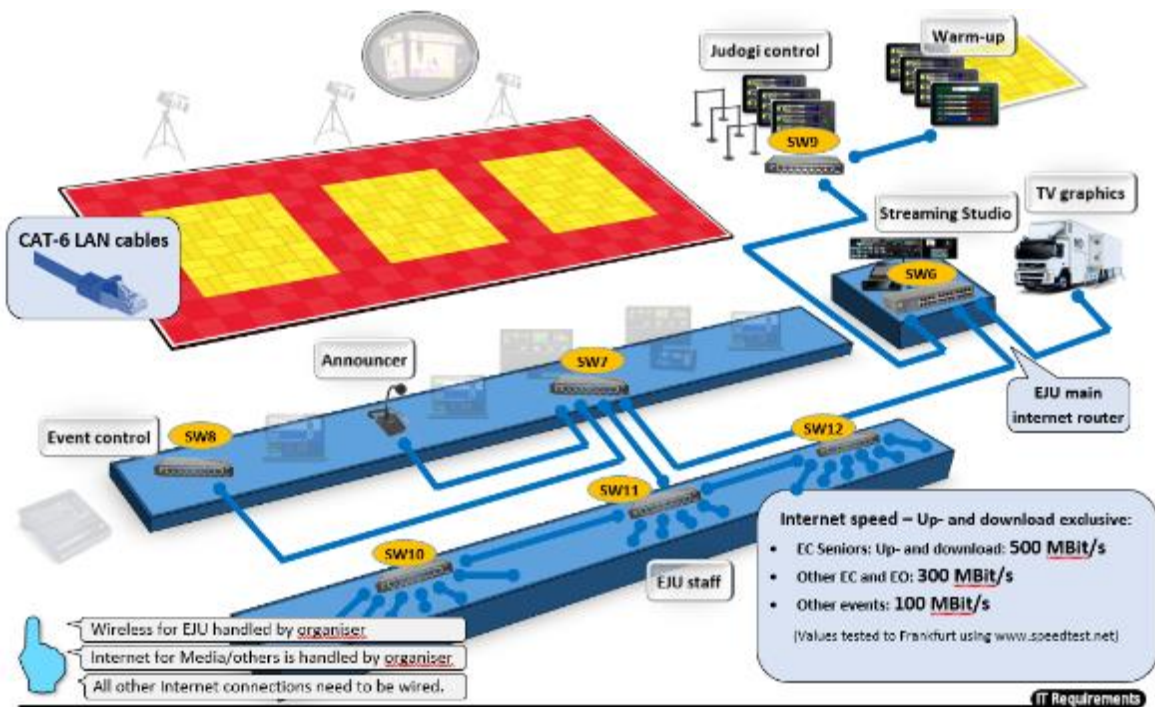 Judogi control
Warm-up
SW9
CAT-6 LAN cables
Streaming Studio
TV graphics
SW6
Announcer
SW7
EJU main
internet router
Event control
SW8
SW12
SW11
SW10
EJU staff
Internet speed – Up- and download exclusive:
• EC Seniors: Up- and download: 500 MBit/s
• Other EC and EO: 300 MBit/s
• Other events: 100 MBit/s
(Values tested to Frankfurt using www.speedtest.net)
Wireless for EJU handled by organiser
Internet for Media/others is handled by organiser
All other Internet connections need to be wired.
IT Requirements